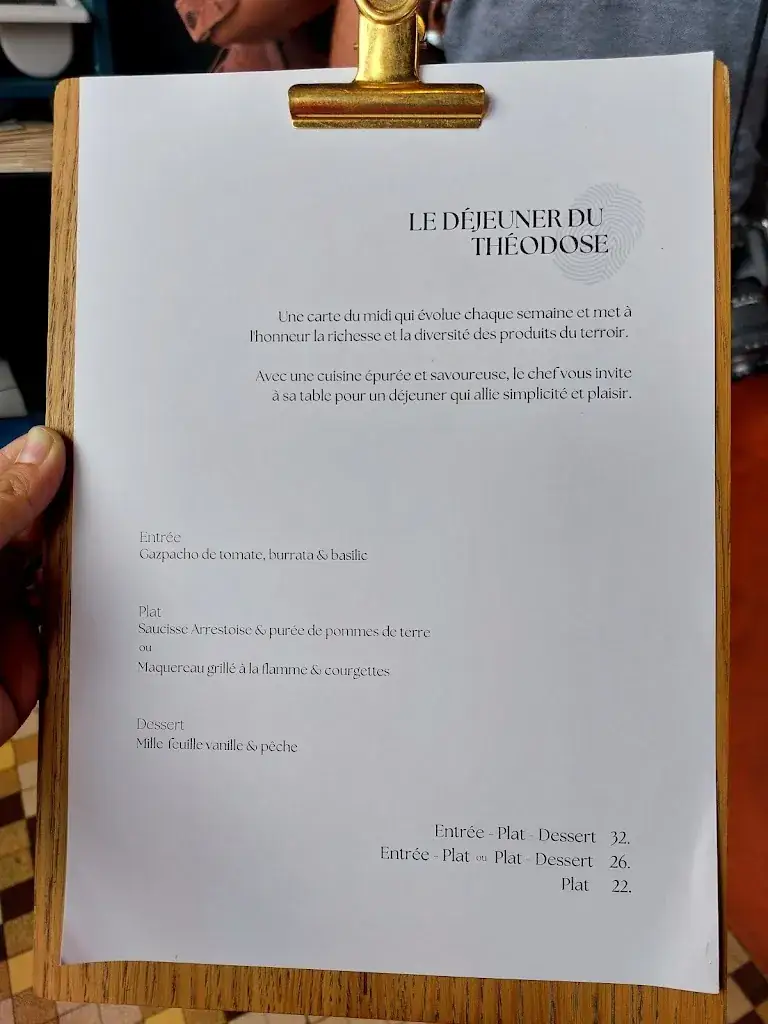 LE DÉJEUNER DU
THÉODOSE
Une carte du midi qui évolue chaque semaine et met à
l'honneur la richesse et la diversité des produits du terroir.
Avec une cuisine épurée et savoureuse, le chef vous invite
à sa table pour un déjeuner qui allie simplicité et plaisir.
Entrée
Gazpacho de tomate, burrata & basilic
Plat
Saucisse Arrestoise & purée de pommes de terre
ou
Maquereau grillé à la flamme & courgettes
Dessert
Mille feuille vanille & pêche
Entrée - Plat - Dessert 32.
Entrée - Plat ou Plat - Dessert 26.
Plat 22.